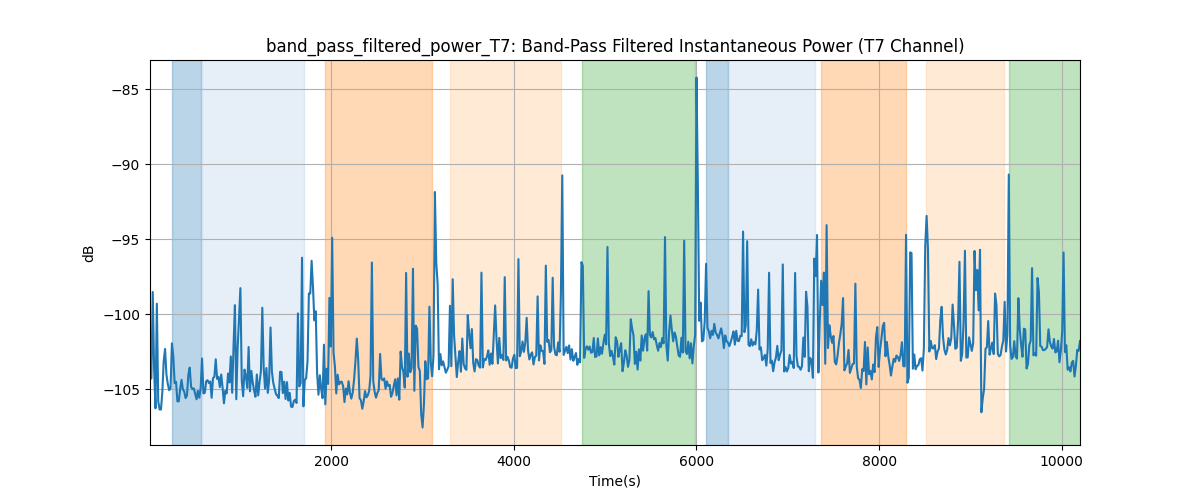 band_pass_filtered_power_T7: Band-Pass Filtered Instantaneous Power (T7 Channel)
−85
−90
−95
−100
−105
dB
2000 4000 6000 8000 10000
Time(s)